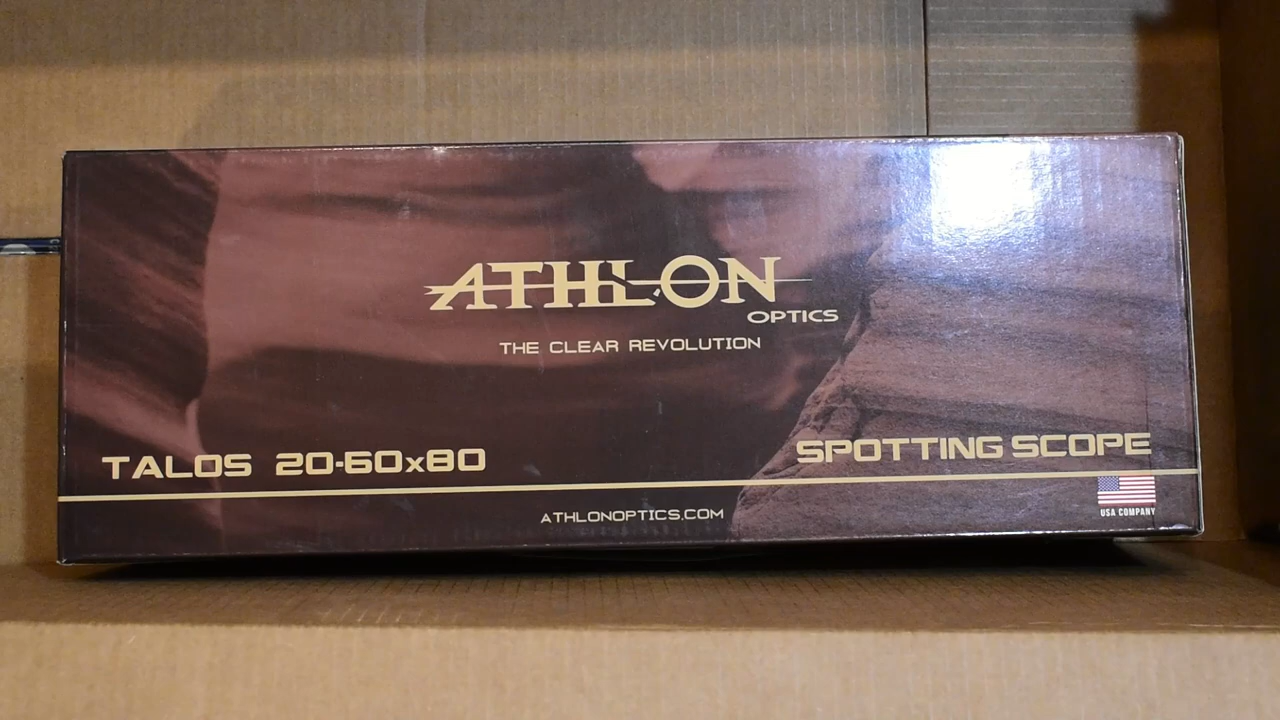 ATHLON
OPTICS
THE CLEAR REVOLUTION
TALOS 20-60x80
SPOTTING SCOPE
ATHLONOPTICS.COM
USA COMPANY